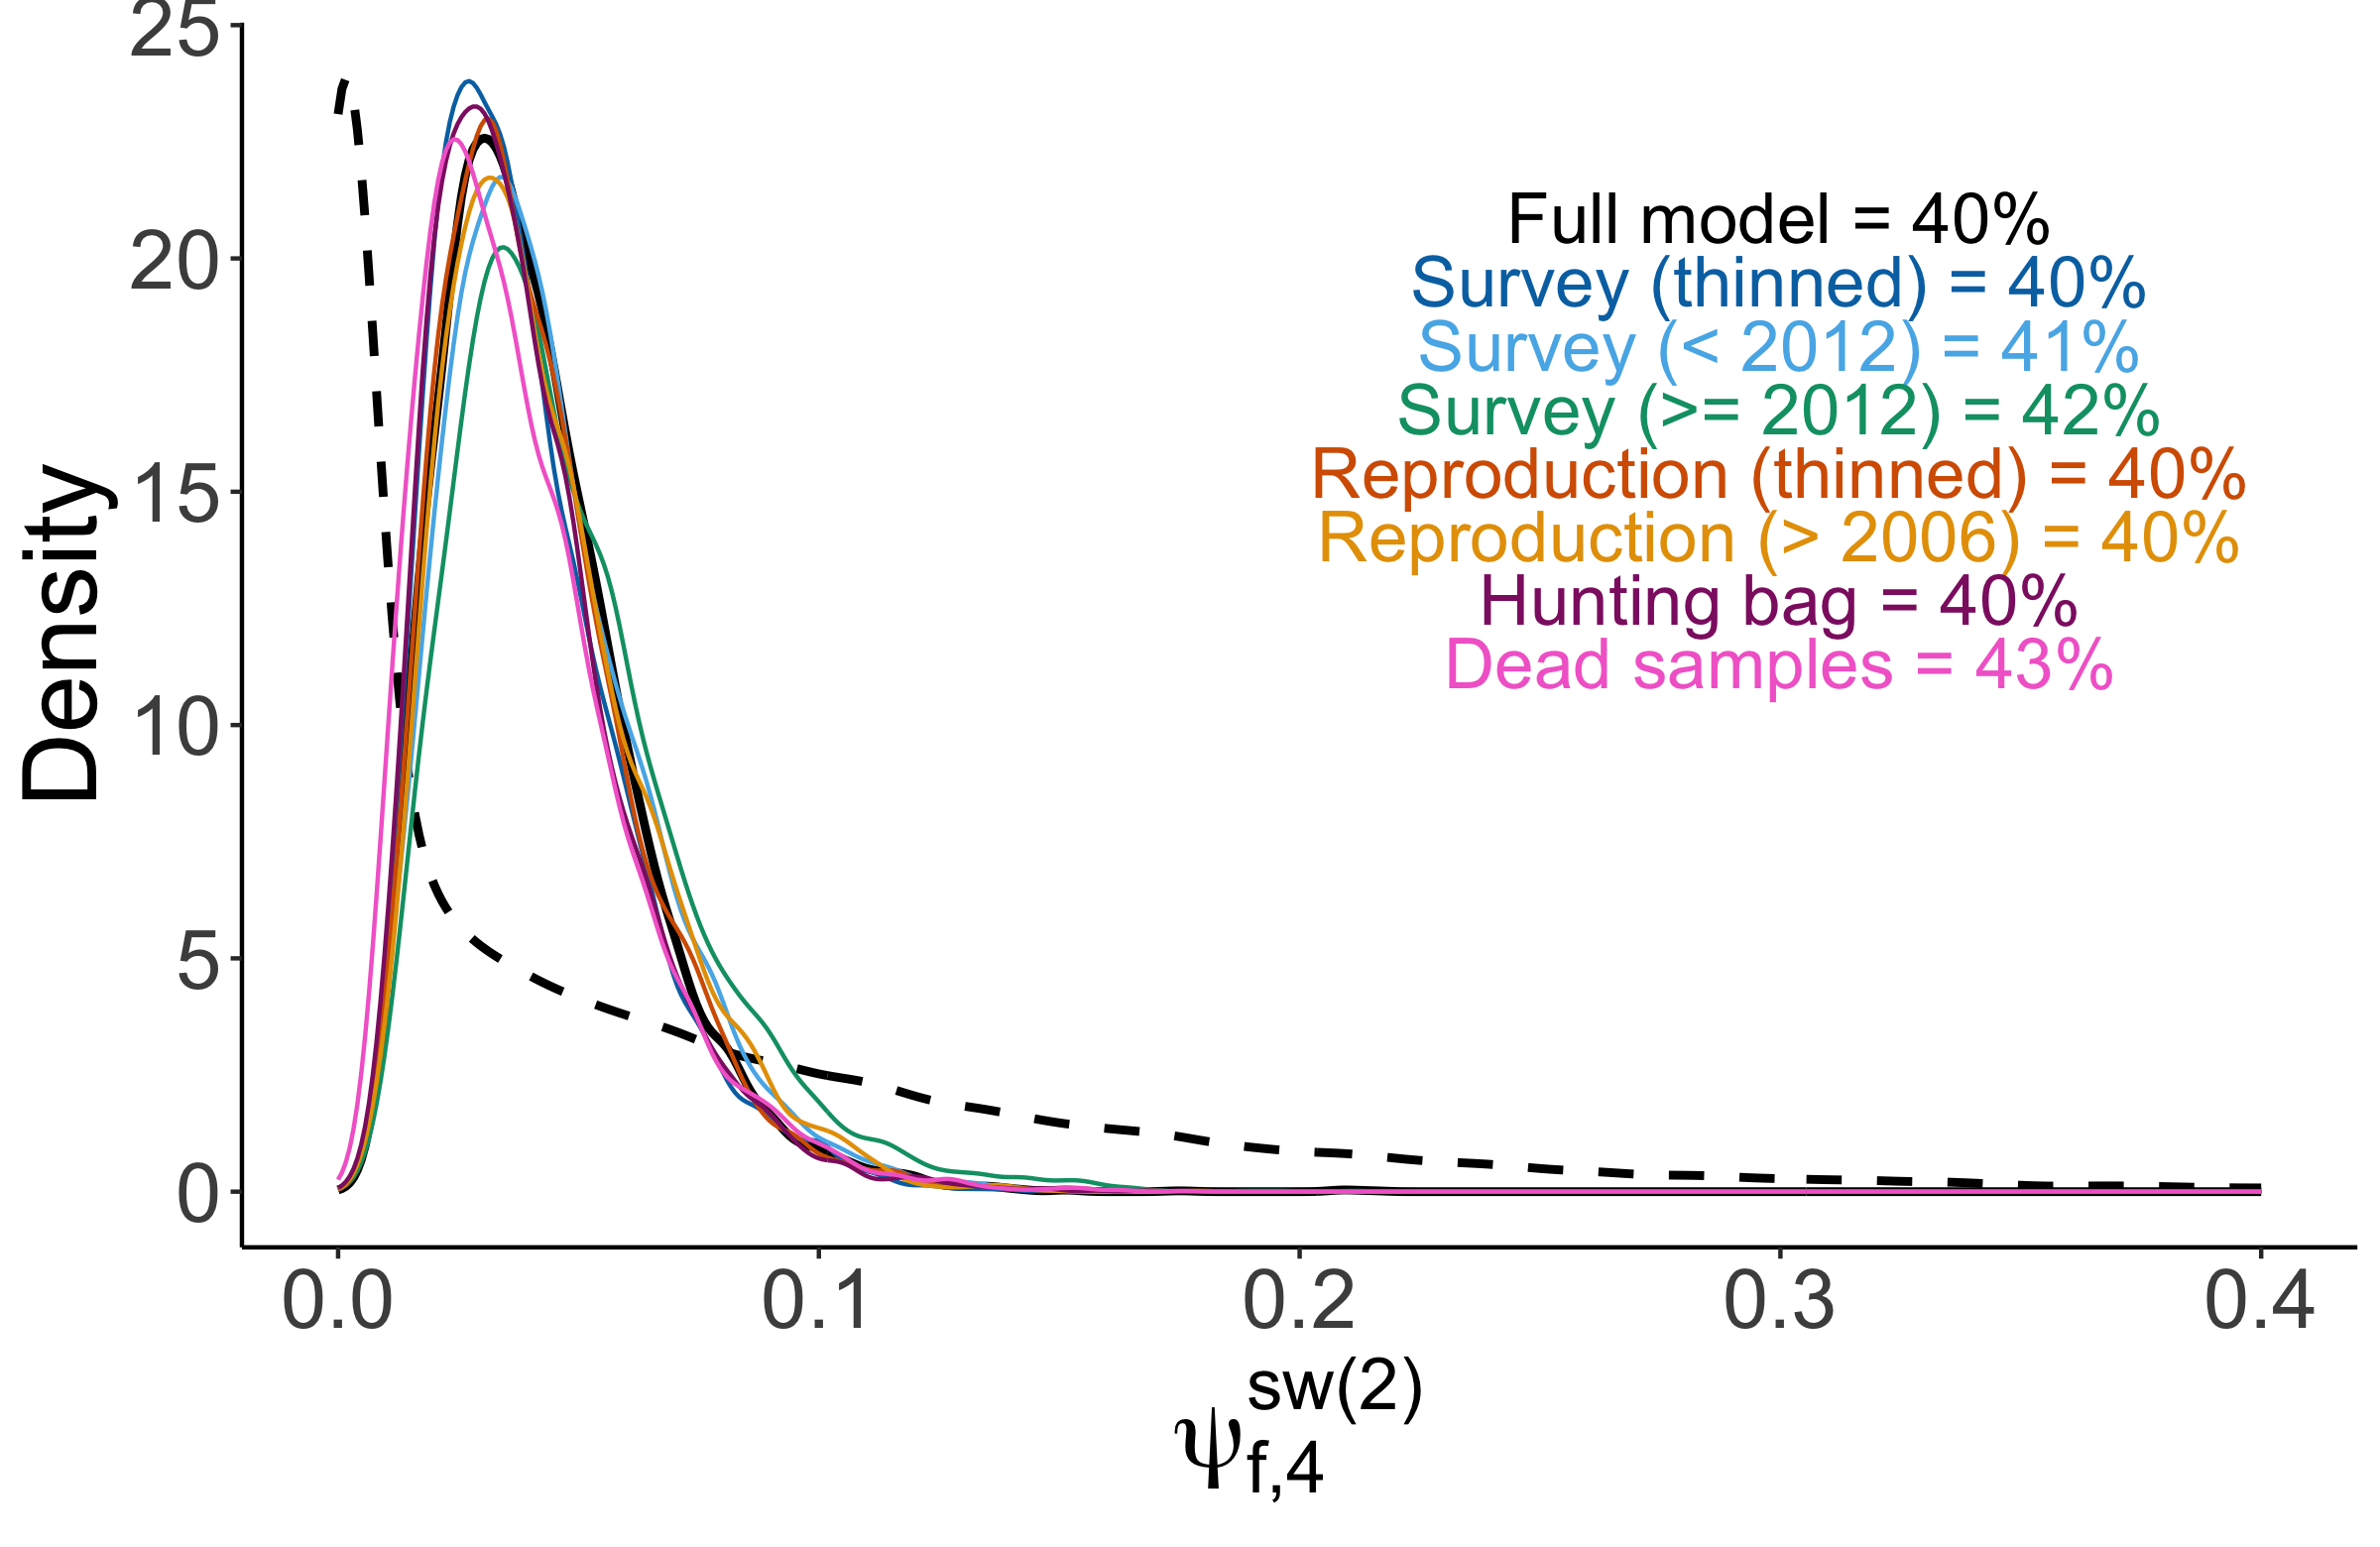 25
20
15
10
5
0
Density
Full model = 40%
Survey (thinned) = 40%
Survey (< 2012) = 41%
Survey (>= 2012) = 42%
Reproduction (thinned) = 40%
Reproduction (> 2006) = 40%
Hunting bag = 40%
Dead samples = 43%
0.0 0.1 0.2 0.3 0.4
ψ sw(2) f,4